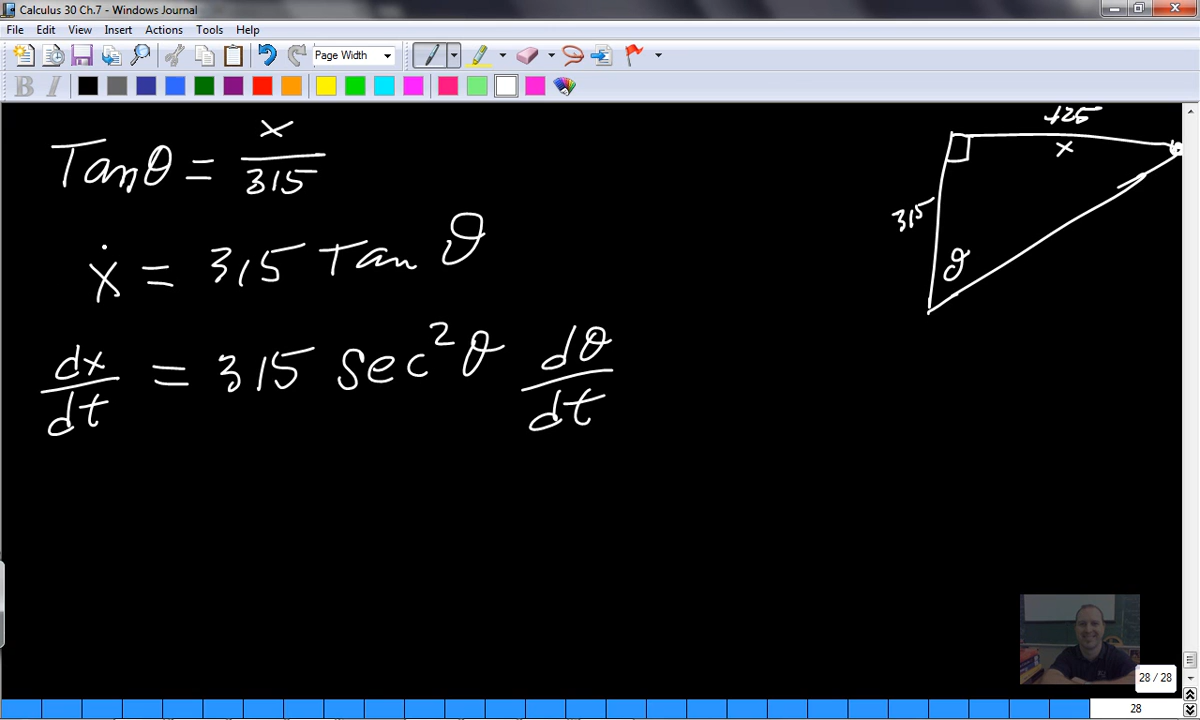 Calculus 30 Ch.7 - Windows Journal
File Edit View Insert Actions Tools Help
Page Width
B I
Tanθ = x/315
ẋ = 315 Tan θ
dx/dt = 315 sec²θ dθ/dt
425
x
315
θ
28 / 28
28